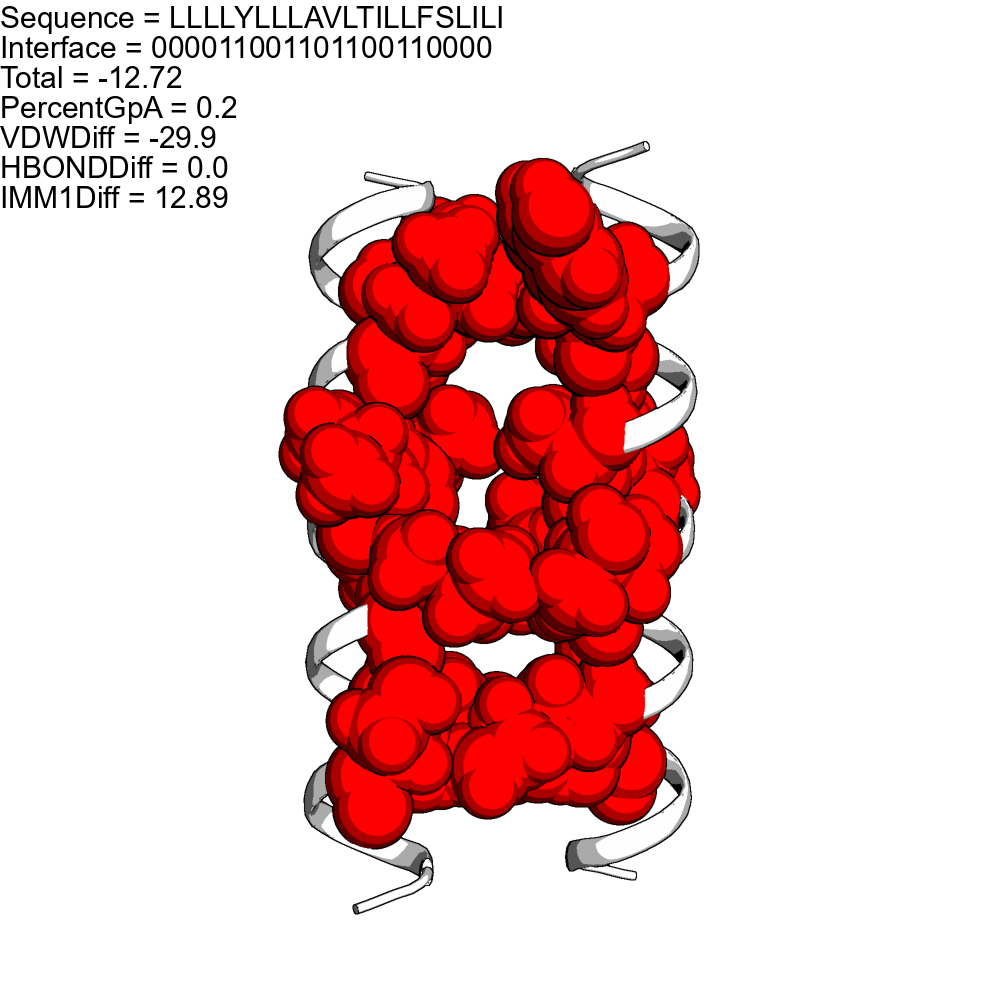 Sequence = LLLLYLLLAVLTILLFSLILI
Interface = 000011001101100110000
Total = -12.72
PercentGpA = 0.2
VDWDiff = -29.9
HBONDDiff = 0.0
IMM1Diff = 12.89